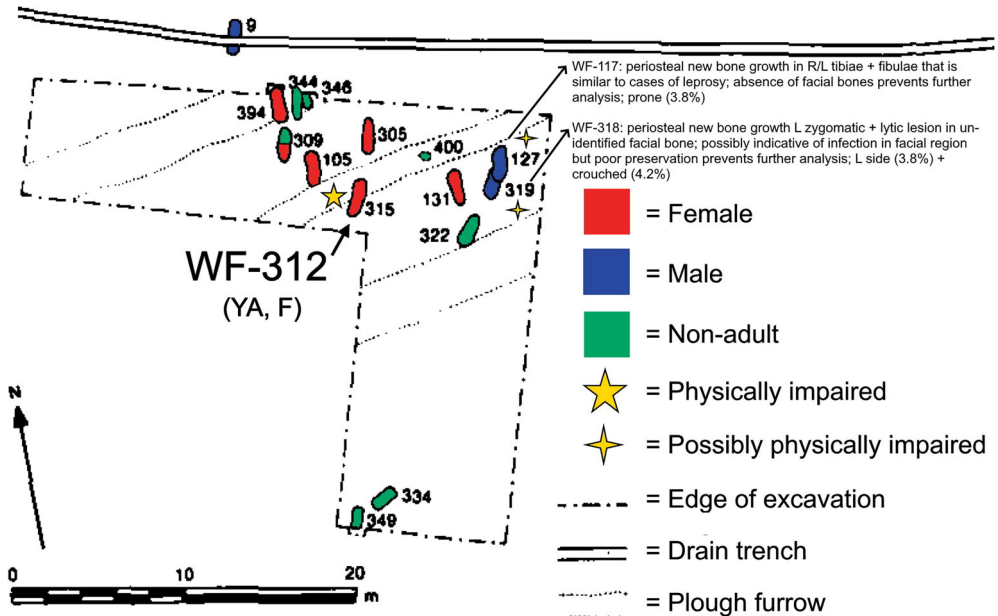 9
WF-117: periosteal new bone growth in R/L tibiae + fibulae that is
similar to cases of leprosy; absence of facial bones prevents further
analysis; prone (3.8%)
WF-318: periosteal new bone growth L zygomatic + lytic lesion in un-
identified facial bone; possibly indicative of infection in facial region
but poor preservation prevents further analysis; L side (3.8%) +
crouched (4.2%)
344
346
394
309
305
105
400
127
315
131
319
322
WF-312
(YA, F)
= Female
= Male
= Non-adult
= Physically impaired
= Possibly physically impaired
= Edge of excavation
= Drain trench
= Plough furrow
N
334
349
0 10 20
m